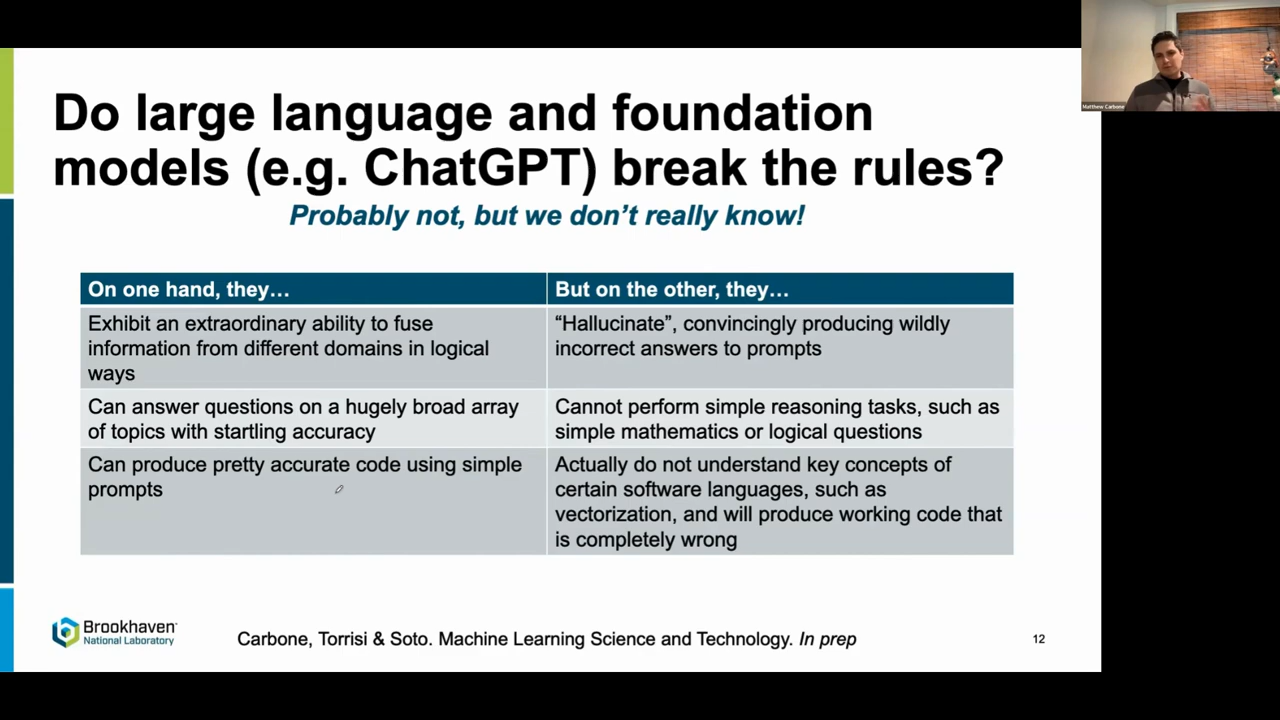 Matthew Carbone
Do large language and foundation
models (e.g. ChatGPT) break the rules?
Probably not, but we don't really know!
On one hand, they…
But on the other, they…
Exhibit an extraordinary ability to fuse
information from different domains in logical
ways
“Hallucinate”, convincingly producing wildly
incorrect answers to prompts
Can answer questions on a hugely broad array
of topics with startling accuracy
Cannot perform simple reasoning tasks, such as
simple mathematics or logical questions
Can produce pretty accurate code using simple
prompts
Actually do not understand key concepts of
certain software languages, such as
vectorization, and will produce working code that
is completely wrong
Brookhaven
National Laboratory
Carbone, Torrisi & Soto. Machine Learning Science and Technology. In prep
12